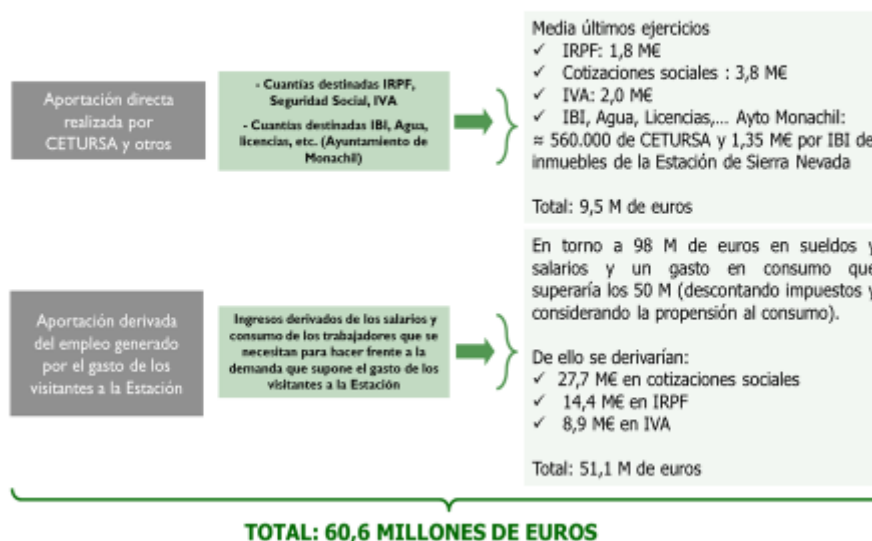 Aportación directa
realizada por
CETURSA y otros
- Cuantías destinadas IRPF,
Seguridad Social, IVA
- Cuantías destinadas IBI, Agua,
licencias, etc. (Ayuntamiento de
Monachil)
Media últimos ejercicios
✓ IRPF: 1,8 M€
✓ Cotizaciones sociales : 3,8 M€
✓ IVA: 2,0 M€
✓ IBI, Agua, Licencias,... Ayto Monachil:
≈ 560.000 de CETURSA y 1,35 M€ por IBI de
inmuebles de la Estación de Sierra Nevada
Total: 9,5 M de euros
Aportación derivada
del empleo generado
por el gasto de los
visitantes a la Estación
Ingresos derivados de los salarios y
consumo de los trabajadores que se
necesitan para hacer frente a la
demanda que supone el gasto de los
visitantes a la Estación
En torno a 98 M de euros en sueldos y
salarios y un gasto en consumo que
superaría los 50 M (descontando impuestos y
considerando la propensión al consumo).
De ello se derivarían:
✓ 27,7 M€ en cotizaciones sociales
✓ 14,4 M€ en IRPF
✓ 8,9 M€ en IVA
Total: 51,1 M de euros
TOTAL: 60,6 MILLONES DE EUROS